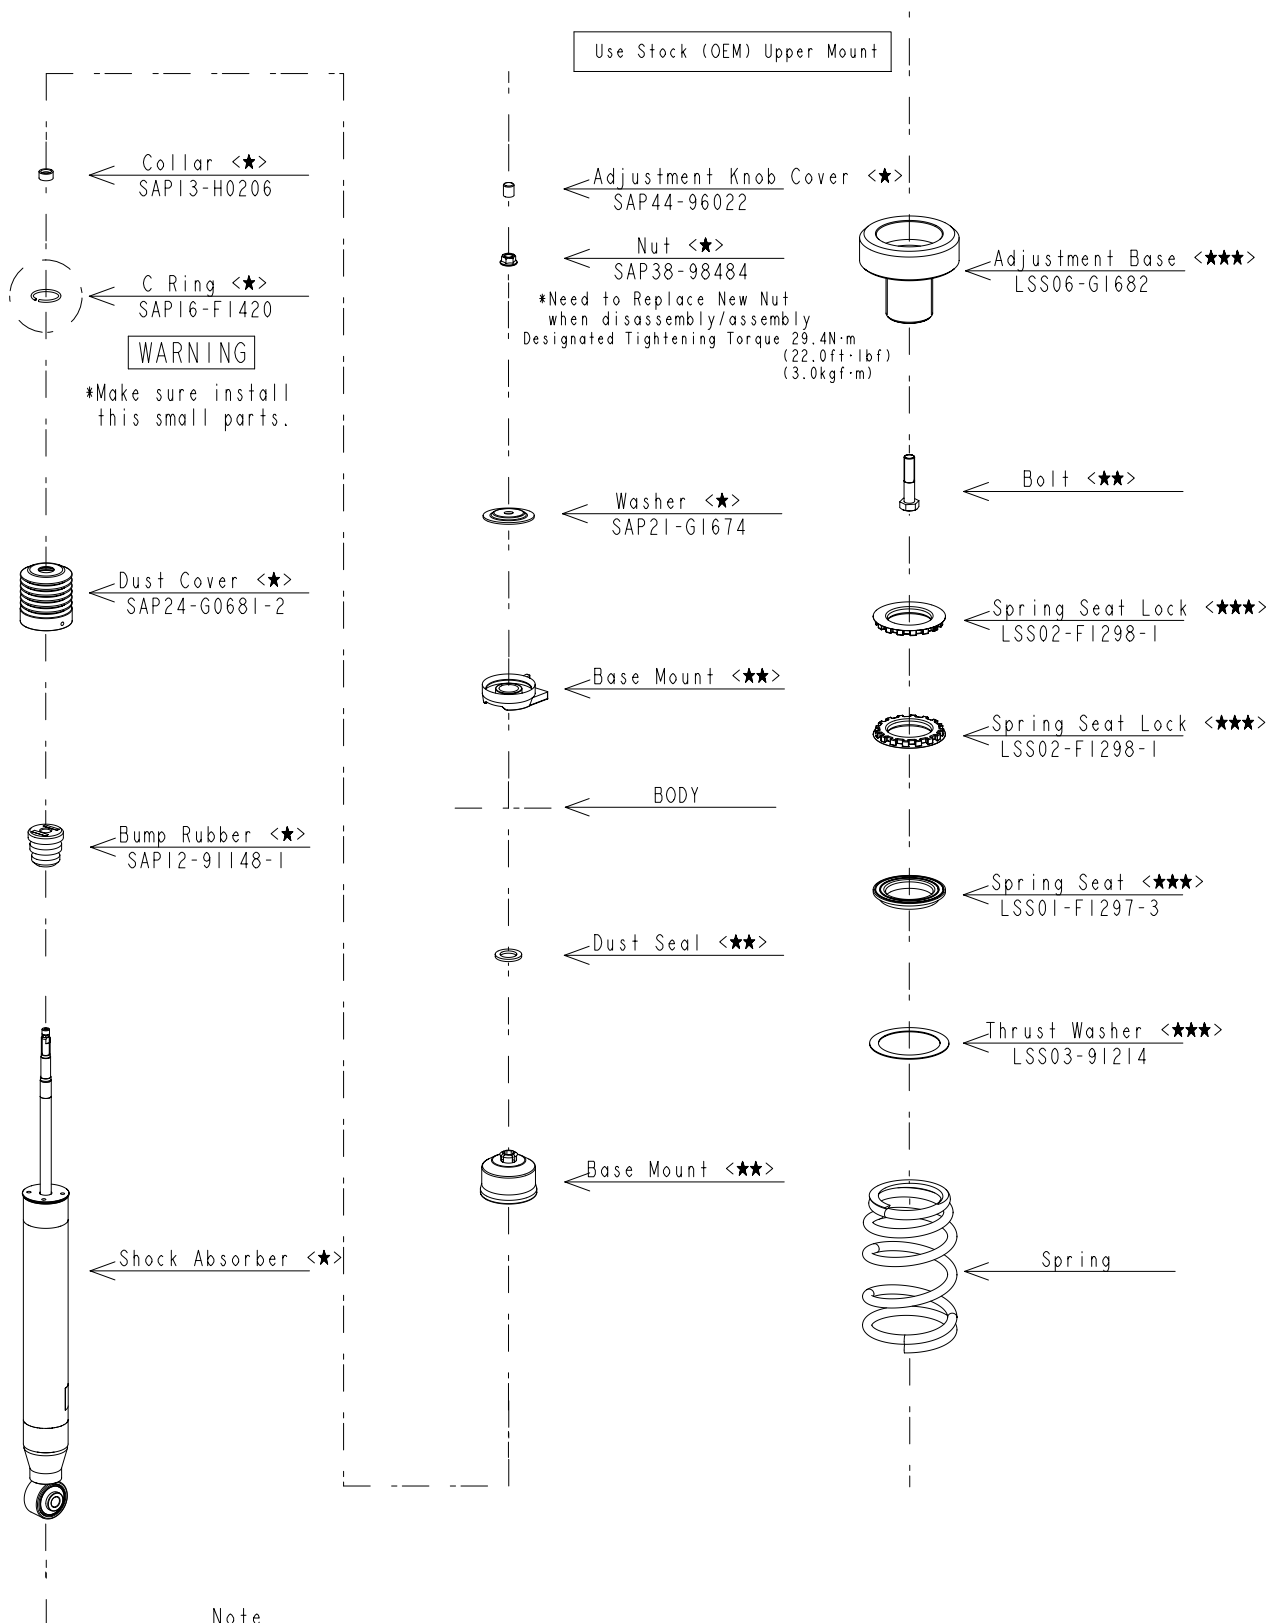 Use Stock (OEM) Upper Mount
Collar <★>
SAP13-H0206
C Ring <★>
SAP16-F1420
WARNING
*Make sure install
this small parts.
Dust Cover <★>
SAP24-G0681-2
Bump Rubber <★>
SAP12-91148-1
Shock Absorber <★>
Adjustment Knob Cover <★>
SAP44-96022
Nut <★>
SAP38-98484
*Need to Replace New Nut
when disassembly/assembly
Designated Tightening Torque 29.4N·m
(22.0ft·lbf)
(3.0kgf·m)
Washer <★>
SAP21-G1674
Base Mount <★★>
BODY
Dust Seal <★★>
Base Mount <★★>
Adjustment Base <★★★>
LSS06-G1682
Bolt <★★>
Spring Seat Lock <★★★>
LSS02-F1298-1
Spring Seat Lock <★★★>
LSS02-F1298-1
Spring Seat <★★★>
LSS01-F1297-3
Thrust Washer <★★★>
LSS03-91214
Spring
Note